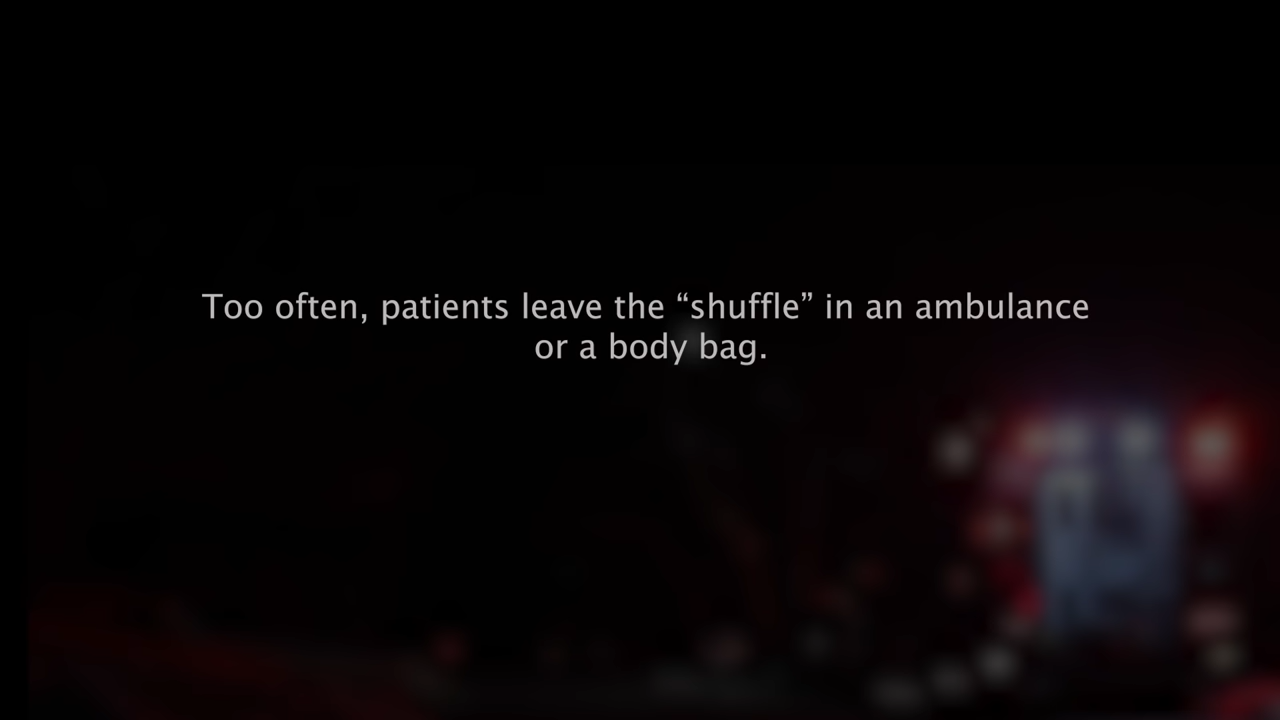 Too often, patients leave the “shuffle” in an ambulance
or a body bag.